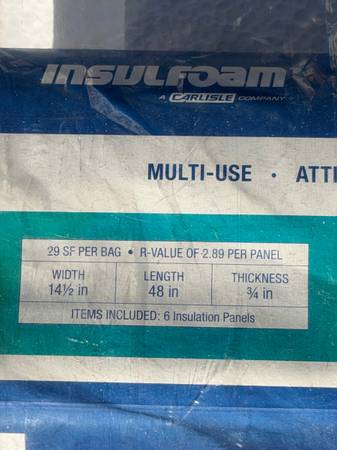 INSULFOAM
A CARLISLE COMPANY
MULTI-USE • ATTI
29 SF PER BAG • R-VALUE OF 2.89 PER PANEL
WIDTH LENGTH THICKNESS
14½ in 48 in ¾ in
ITEMS INCLUDED: 6 Insulation Panels